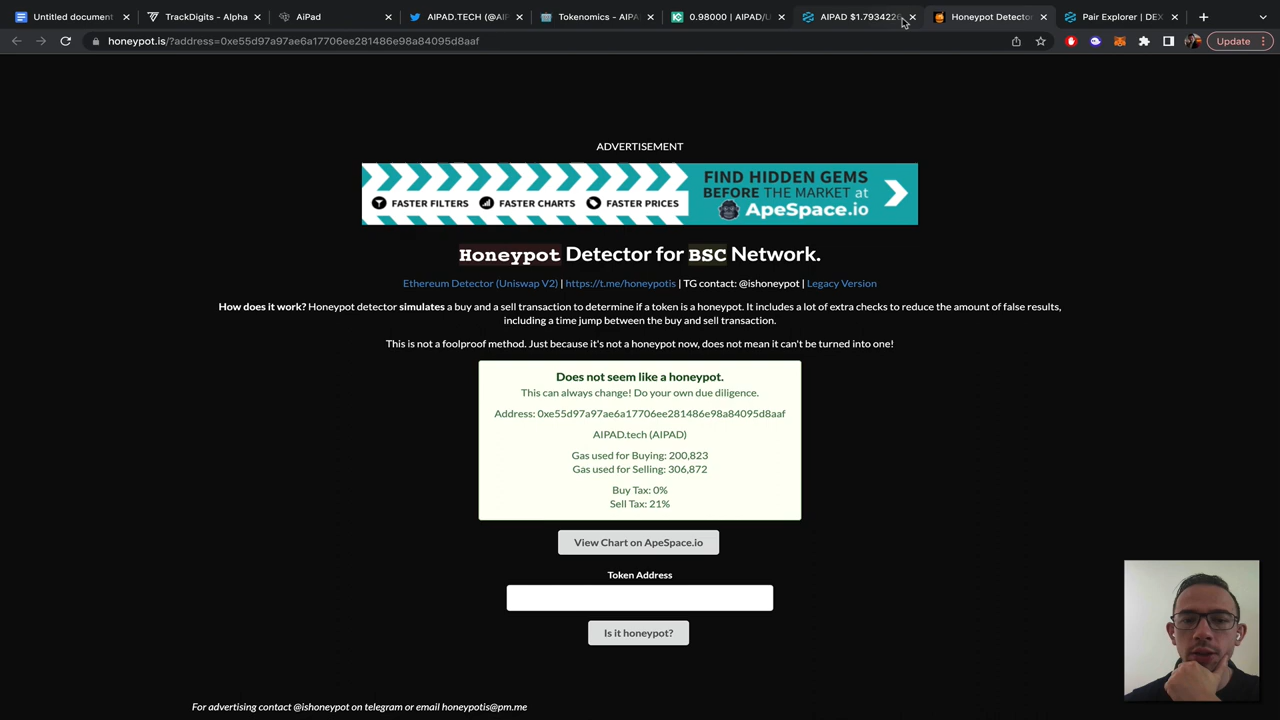 Untitled document
TrackDigits - Alpha
AiPad
AIPAD.TECH (@AIP
Tokenomics - AIPA
0.98000 | AIPAD/U
AIPAD $1.7934226
Honeypot Detector
Pair Explorer | DEX
honeypot.is/?address=0xe55d97a97ae6a17706ee281486e98a84095d8aaf
Update
ADVERTISEMENT
FASTER FILTERS
FASTER CHARTS
FASTER PRICES
FIND HIDDEN GEMS
BEFORE THE MARKET at
ApeSpace.io
Honeypot Detector for BSC Network.
Ethereum Detector (Uniswap V2) | https://t.me/honeypotis | TG contact: @ishoneypot | Legacy Version
How does it work? Honeypot detector simulates a buy and a sell transaction to determine if a token is a honeypot. It includes a lot of extra checks to reduce the amount of false results,
including a time jump between the buy and sell transaction.
This is not a foolproof method. Just because it's not a honeypot now, does not mean it can't be turned into one!
Does not seem like a honeypot.
This can always change! Do your own due diligence.
Address: 0xe55d97a97ae6a17706ee281486e98a84095d8aaf
AIPAD.tech (AIPAD)
Gas used for Buying: 200,823
Gas used for Selling: 306,872
Buy Tax: 0%
Sell Tax: 21%
View Chart on ApeSpace.io
Token Address
Is it honeypot?
For advertising contact @ishoneypot on telegram or email honeypotis@pm.me